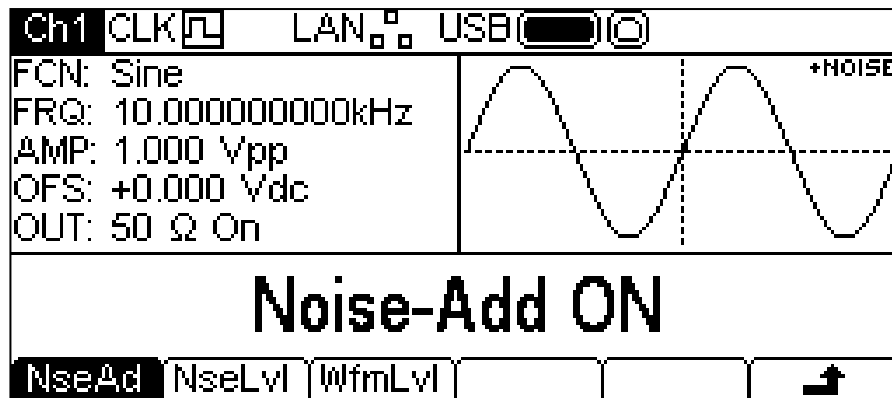 Ch1 CLK LAN USB
FCN: Sine
+NOISE
FRQ: 10.000000000kHz
AMP: 1.000 Vpp
OFS: +0.000 Vdc
OUT: 50 Ω On
Noise-Add ON
NseAd NseLvl WfmLvl